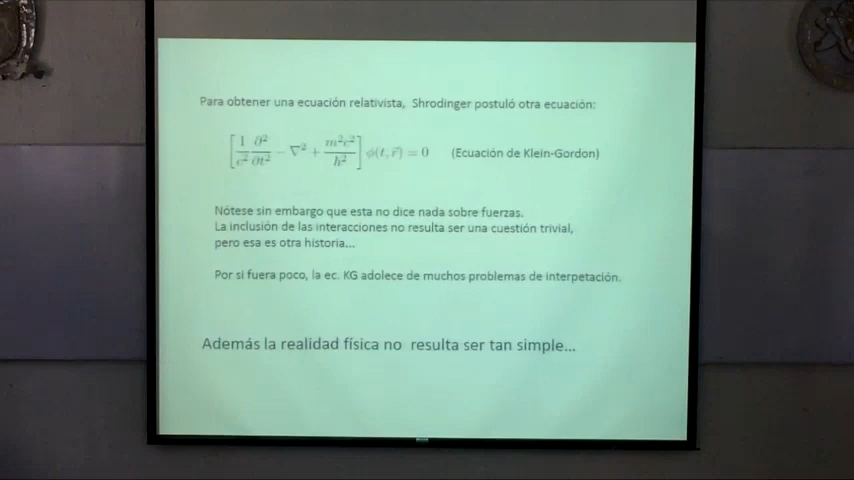 Para obtener una ecuación relativista, Shrodinger postuló otra ecuación:
[1/c² ∂²/∂t² − ∇² + m²c²/ħ²] φ(t, r⃗) = 0 (Ecuación de Klein-Gordon)
Nótese sin embargo que esta no dice nada sobre fuerzas.
La inclusión de las interacciones no resulta ser una cuestión trivial,
pero esa es otra historia...
Por si fuera poco, la ec. KG adolece de muchos problemas de interpetación.
Además la realidad física no resulta ser tan simple...